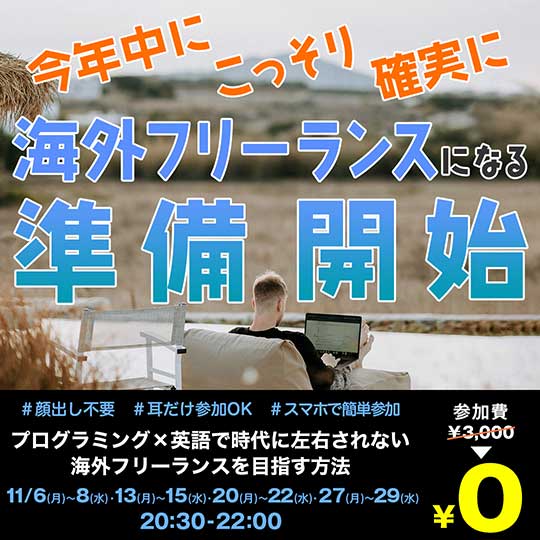 今年中に こっそり 確実に
海外フリーランスになる
準備開始
#顔出し不要 #耳だけ参加OK #スマホで簡単参加
プログラミング×英語で時代に左右されない
海外フリーランスを目指す方法
11/6(月)~8(水)・13(月)~15(水)・20(月)~22(水)・27(月)~29(水)
20:30-22:00
参加費
¥3,000
¥0